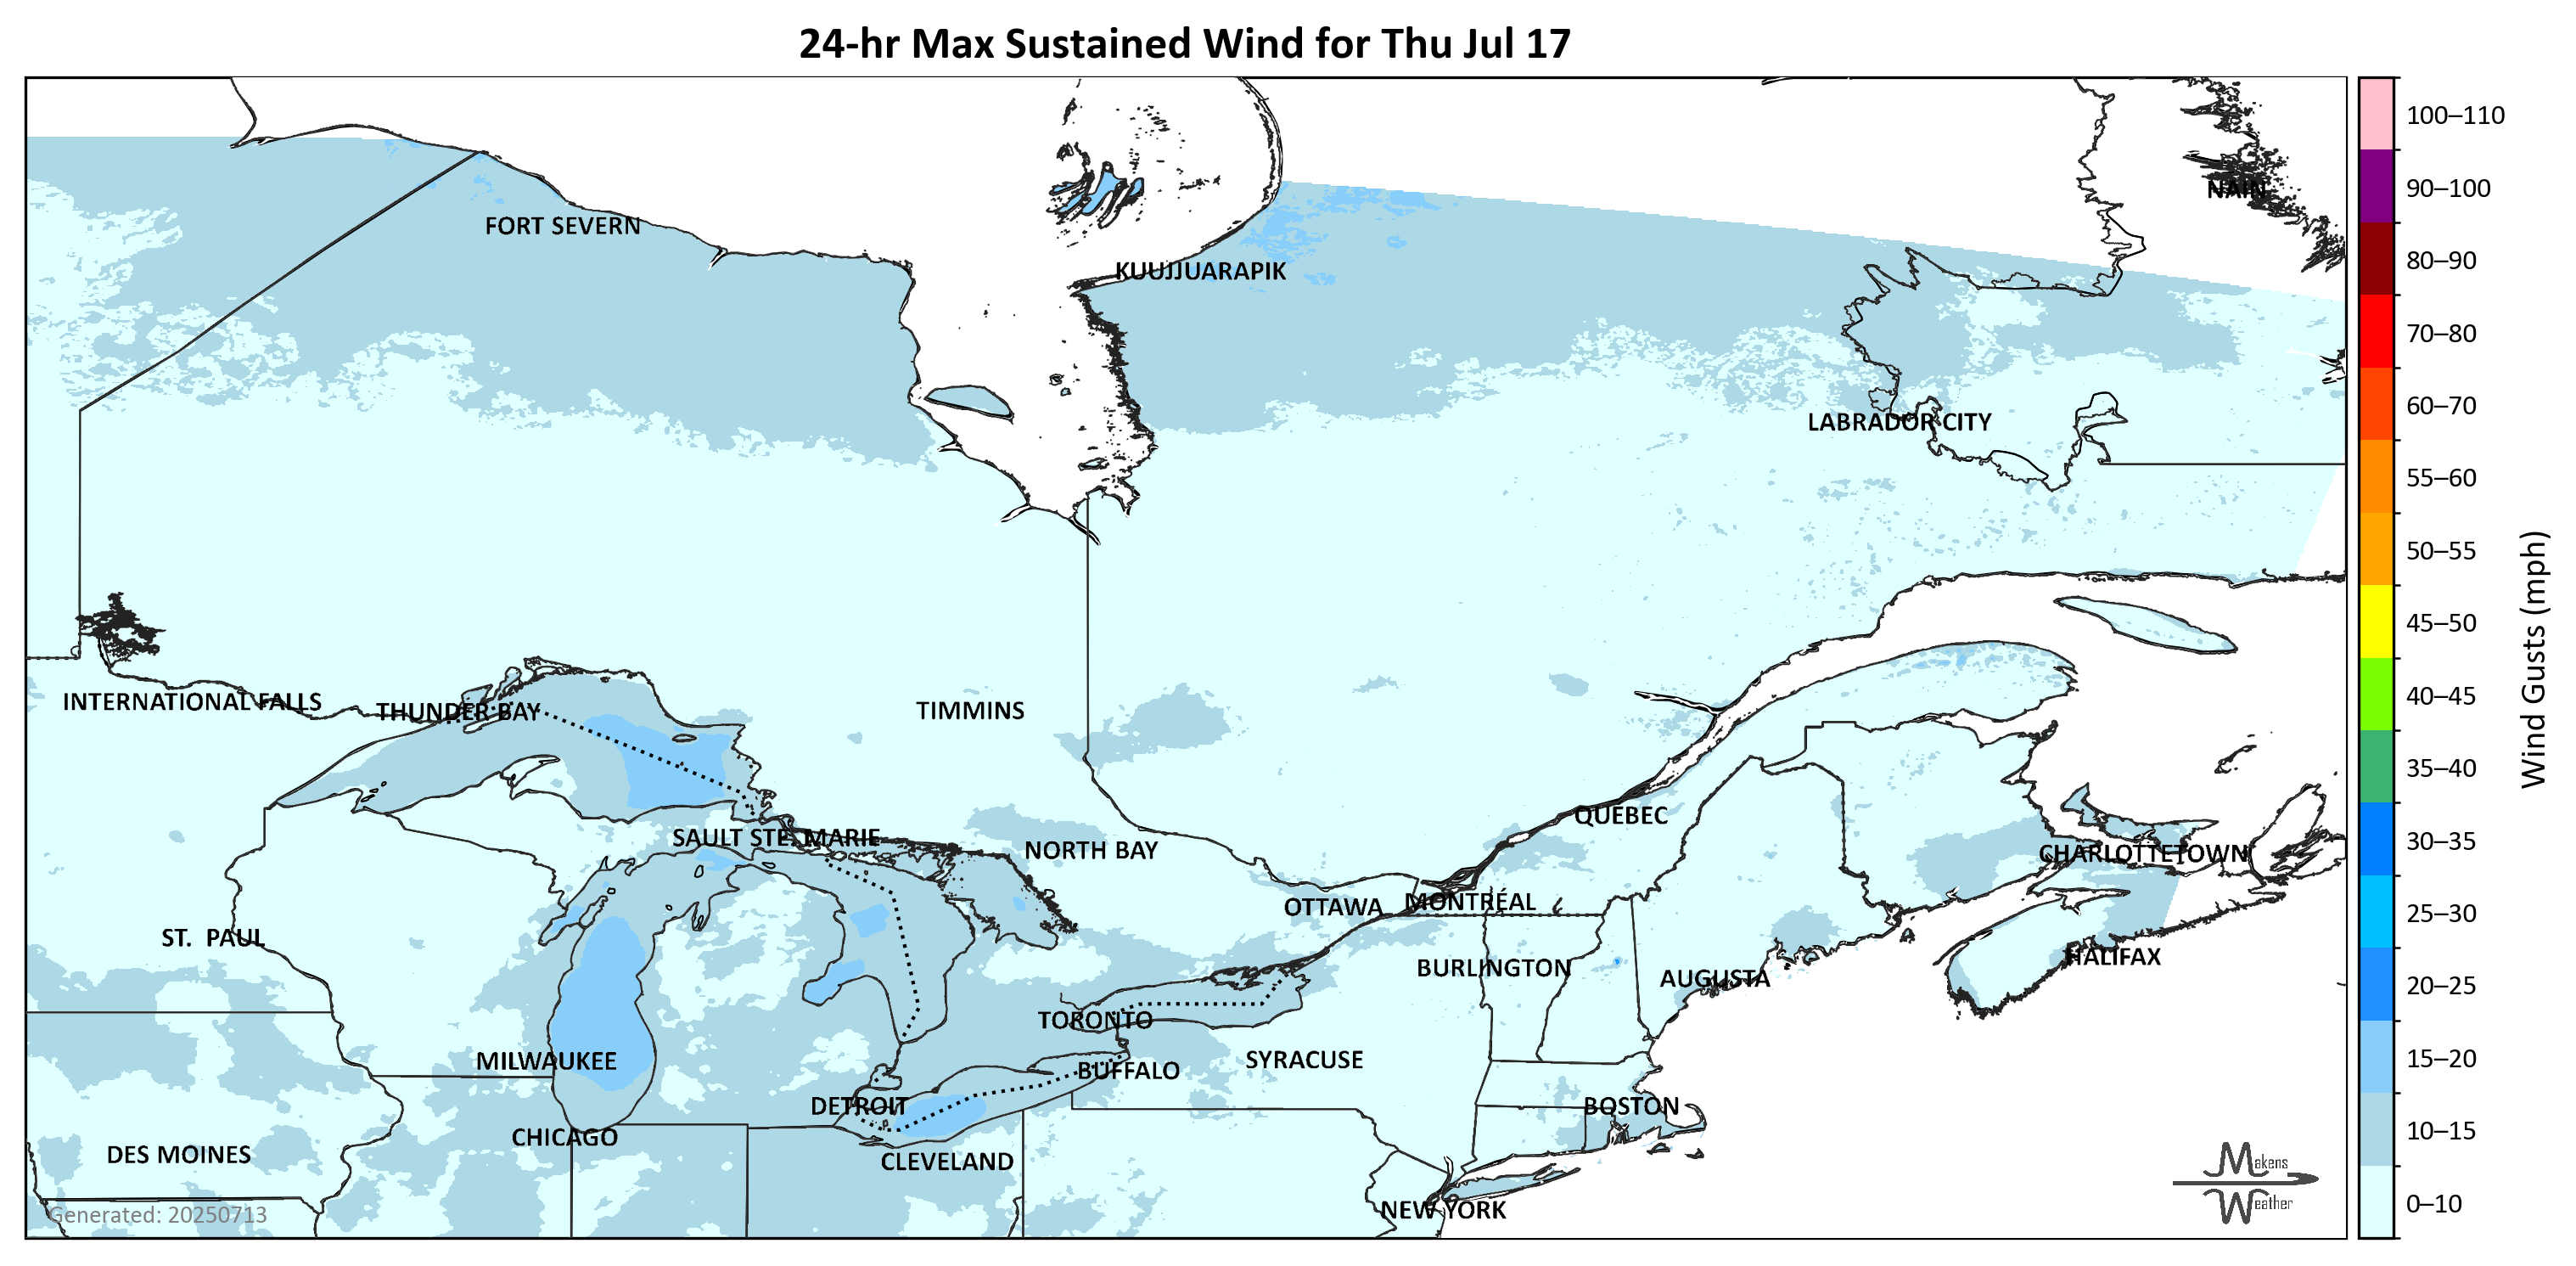 24-hr Max Sustained Wind for Thu Jul 17
100–110
90–100
NAIN
FORT SEVERN
80–90
KUUJJUARAPIK
70–80
60–70
LABRADOR CITY
55–60
50–55
45–50
Wind Gusts (mph)
40–45
INTERNATIONAL FALLS
THUNDER BAY
TIMMINS
35–40
QUÉBEC
30–35
SAULT STE. MARIE
NORTH BAY
CHARLOTTETOWN
OTTAWA
MONTRÉAL
25–30
ST. PAUL
HALIFAX
BURLINGTON
AUGUSTA
20–25
TORONTO
MILWAUKEE
SYRACUSE
15–20
BUFFALO
DETROIT
BOSTON
CHICAGO
10–15
DES MOINES
CLEVELAND
Makens
Weather
NEW YORK
0–10
Generated: 20250713